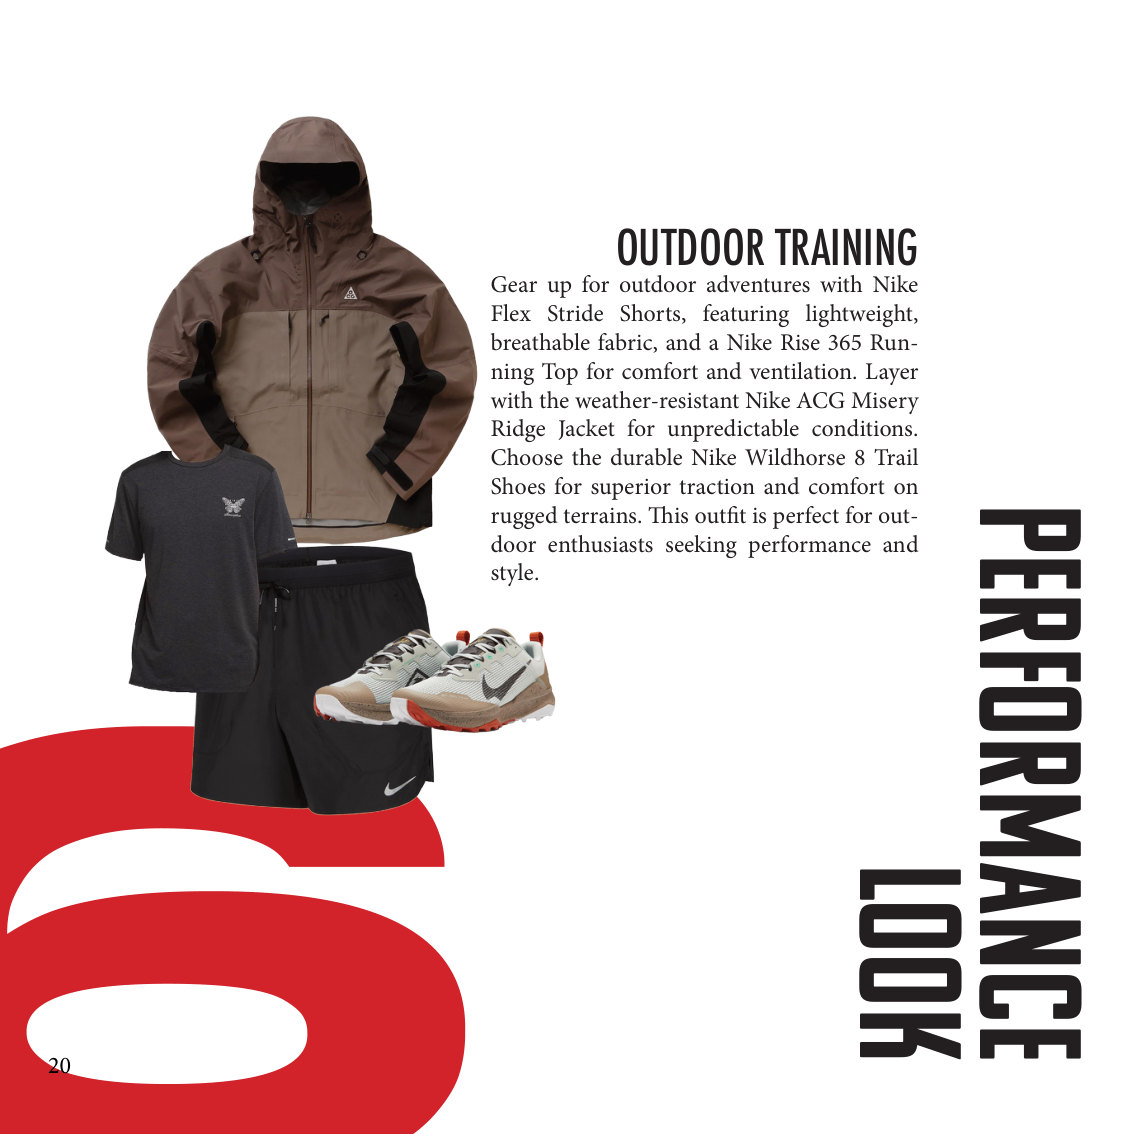 OUTDOOR TRAINING
Gear up for outdoor adventures with Nike
Flex Stride Shorts, featuring lightweight,
breathable fabric, and a Nike Rise 365 Run-
ning Top for comfort and ventilation. Layer
with the weather-resistant Nike ACG Misery
Ridge Jacket for unpredictable conditions.
Choose the durable Nike Wildhorse 8 Trail
Shoes for superior traction and comfort on
rugged terrains. This outfit is perfect for out-
door enthusiasts seeking performance and
style.
PERFORMANCE
LOOK
6
20